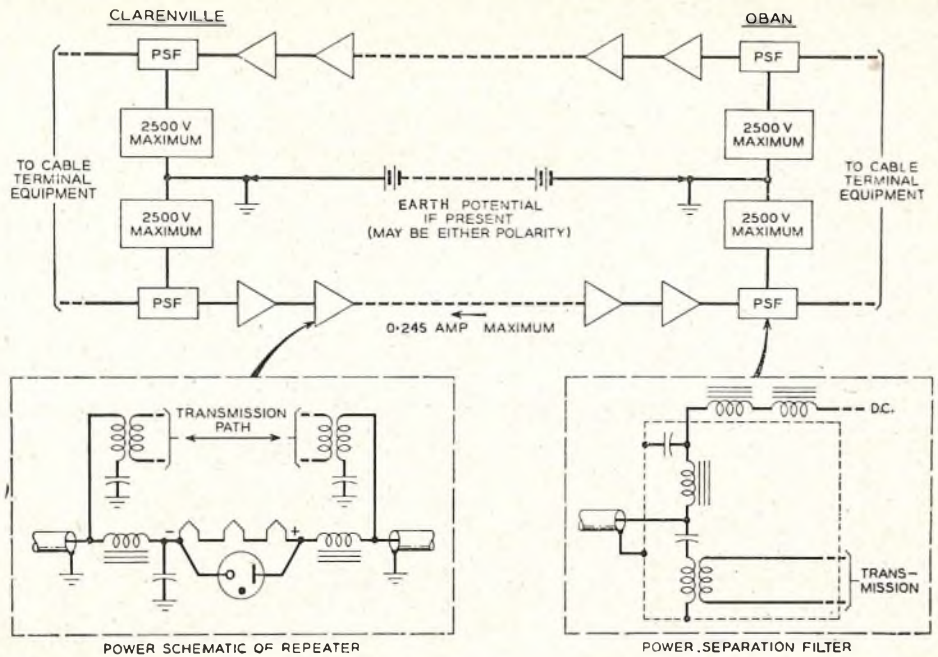 CLARENVILLE
OBAN
PSF
PSF
2500 V
MAXIMUM
2500 V
MAXIMUM
TO CABLE
TERMINAL
EQUIPMENT
TO CABLE
TERMINAL
EQUIPMENT
EARTH POTENTIAL
IF PRESENT
(MAY BE EITHER POLARITY)
2500 V
MAXIMUM
2500 V
MAXIMUM
PSF
PSF
0·245 AMP MAXIMUM
TRANSMISSION
PATH
- +
POWER SCHEMATIC OF REPEATER
D.C.
TRANS-
MISSION
POWER SEPARATION FILTER